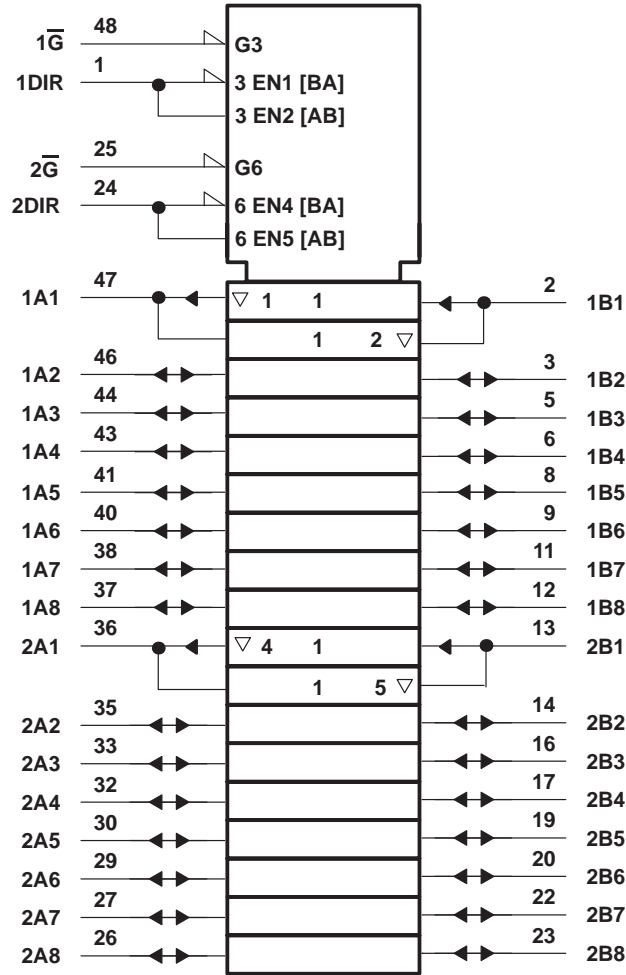 48
1G̅
G3
1
1DIR
3 EN1 [BA]
3 EN2 [AB]
25
2G̅
G6
24
2DIR
6 EN4 [BA]
6 EN5 [AB]
47
1A1
▽ 1 1
2
1B1
1 2 ▽
46
1A2
3
1B2
44
1A3
5
1B3
43
1A4
6
1B4
41
1A5
8
1B5
40
1A6
9
1B6
38
1A7
11
1B7
37
1A8
12
1B8
36
2A1
▽ 4 1
13
2B1
1 5 ▽
35
2A2
14
2B2
33
2A3
16
2B3
32
2A4
17
2B4
30
2A5
19
2B5
29
2A6
20
2B6
27
2A7
22
2B7
26
2A8
23
2B8